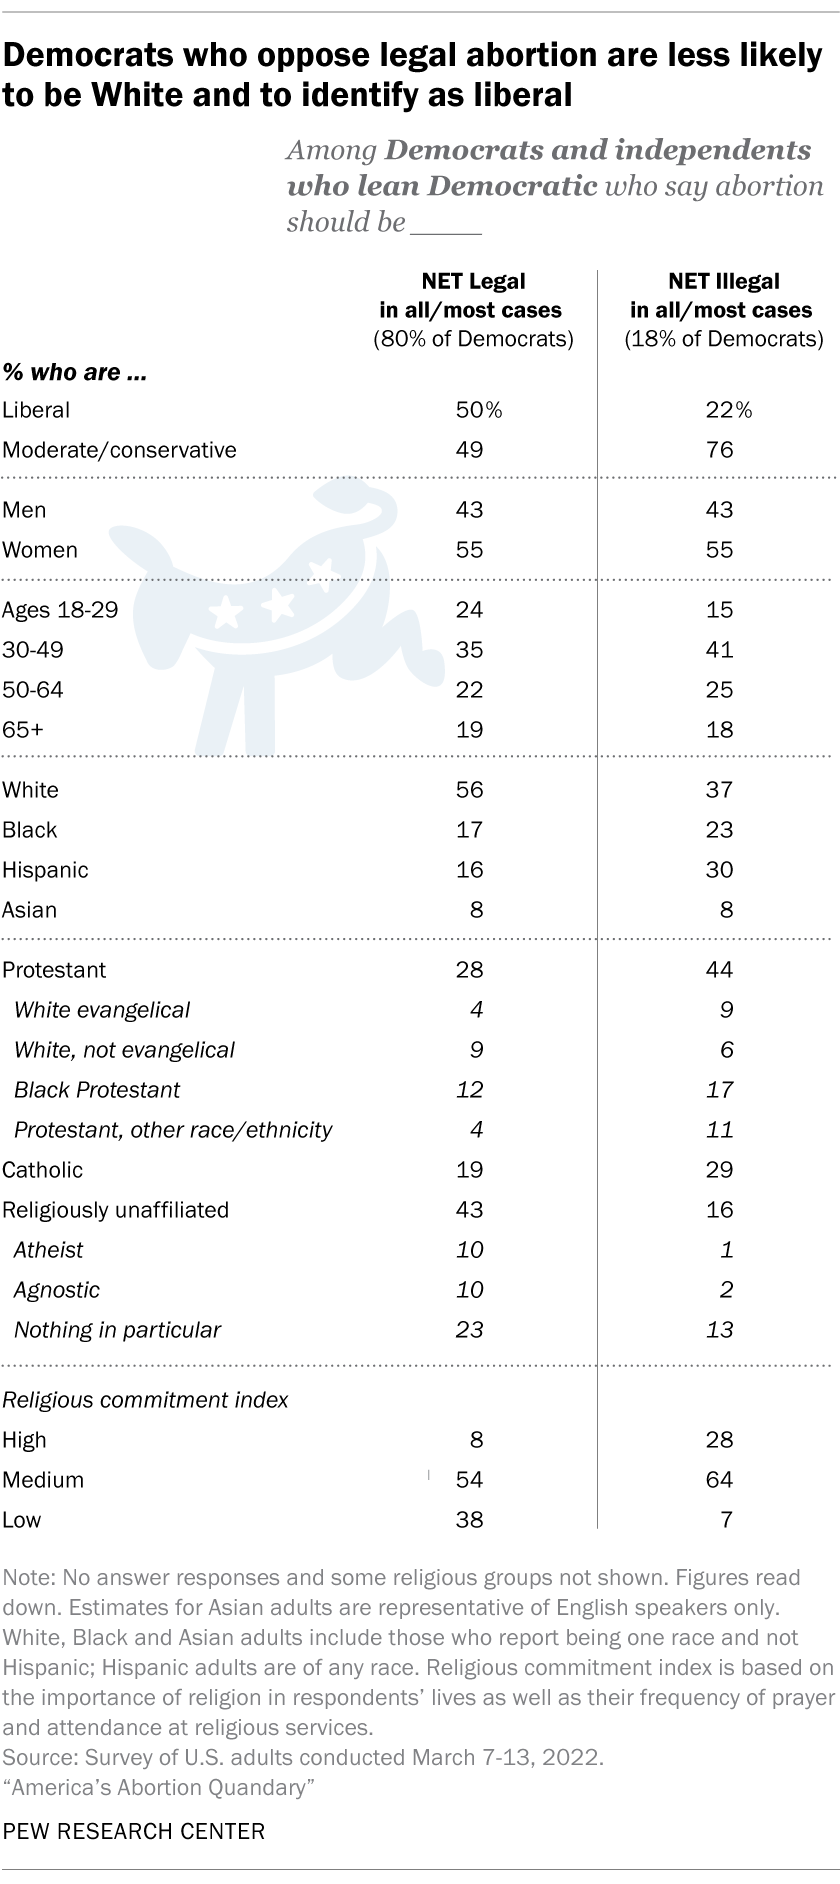 Democrats who oppose legal abortion are less likely
to be White and to identify as liberal
Among Democrats and independents
who lean Democratic who say abortion
should be ____
NET Legal
in all/most cases
(80% of Democrats)
NET Illegal
in all/most cases
(18% of Democrats)
% who are ...
Liberal 50% 22%
Moderate/conservative 49 76
Men 43 43
Women 55 55
Ages 18-29 24 15
30-49 35 41
50-64 22 25
65+ 19 18
White 56 37
Black 17 23
Hispanic 16 30
Asian 8 8
Protestant 28 44
White evangelical 4 9
White, not evangelical 9 6
Black Protestant 12 17
Protestant, other race/ethnicity 4 11
Catholic 19 29
Religiously unaffiliated 43 16
Atheist 10 1
Agnostic 10 2
Nothing in particular 23 13
Religious commitment index
High 8 28
Medium 54 64
Low 38 7
Note: No answer responses and some religious groups not shown. Figures read
down. Estimates for Asian adults are representative of English speakers only.
White, Black and Asian adults include those who report being one race and not
Hispanic; Hispanic adults are of any race. Religious commitment index is based on
the importance of religion in respondents’ lives as well as their frequency of prayer
and attendance at religious services.
Source: Survey of U.S. adults conducted March 7-13, 2022.
“America’s Abortion Quandary”
PEW RESEARCH CENTER